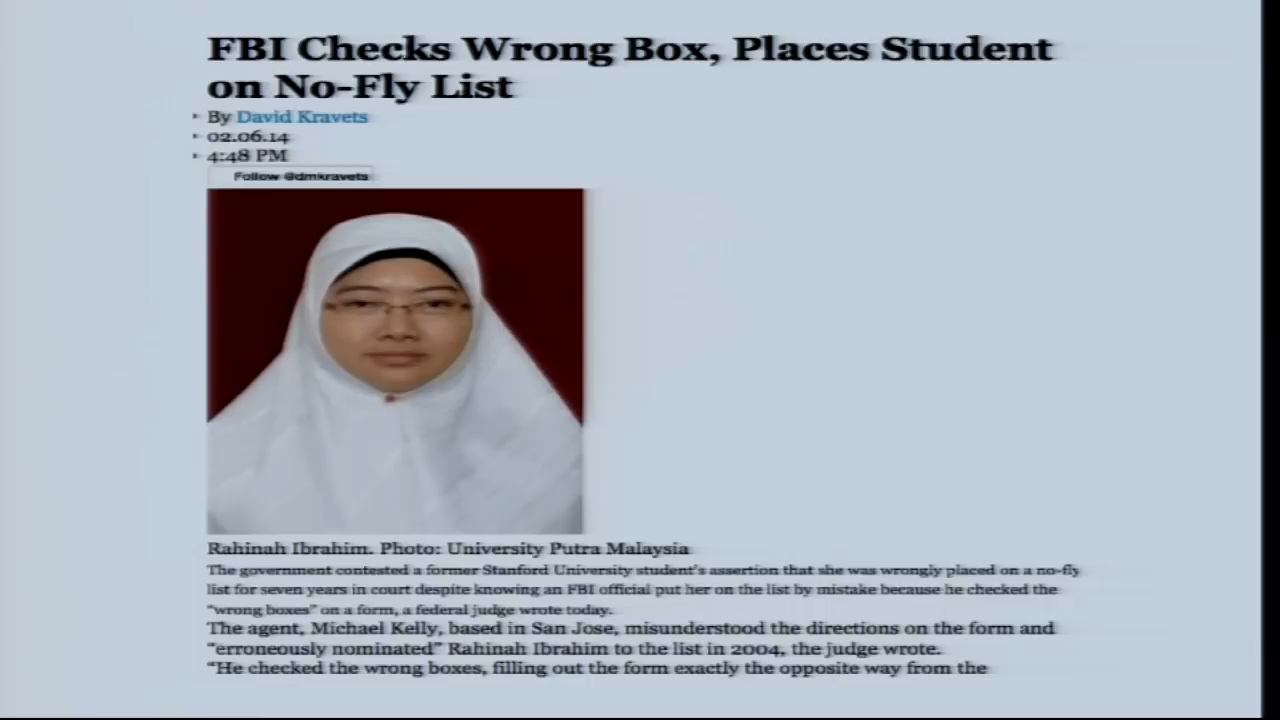 FBI Checks Wrong Box, Places Student
on No-Fly List
By David Kravets
02.06.14
4:48 PM
Follow @dmkravets
Rahinah Ibrahim. Photo: University Putra Malaysia
The government contested a former Stanford University student's assertion that she was wrongly placed on a no-fly
list for seven years in court despite knowing an FBI official put her on the list by mistake because he checked the
"wrong boxes" on a form, a federal judge wrote today.
The agent, Michael Kelly, based in San Jose, misunderstood the directions on the form and
"erroneously nominated" Rahinah Ibrahim to the list in 2004, the judge wrote.
"He checked the wrong boxes, filling out the form exactly the opposite way from the